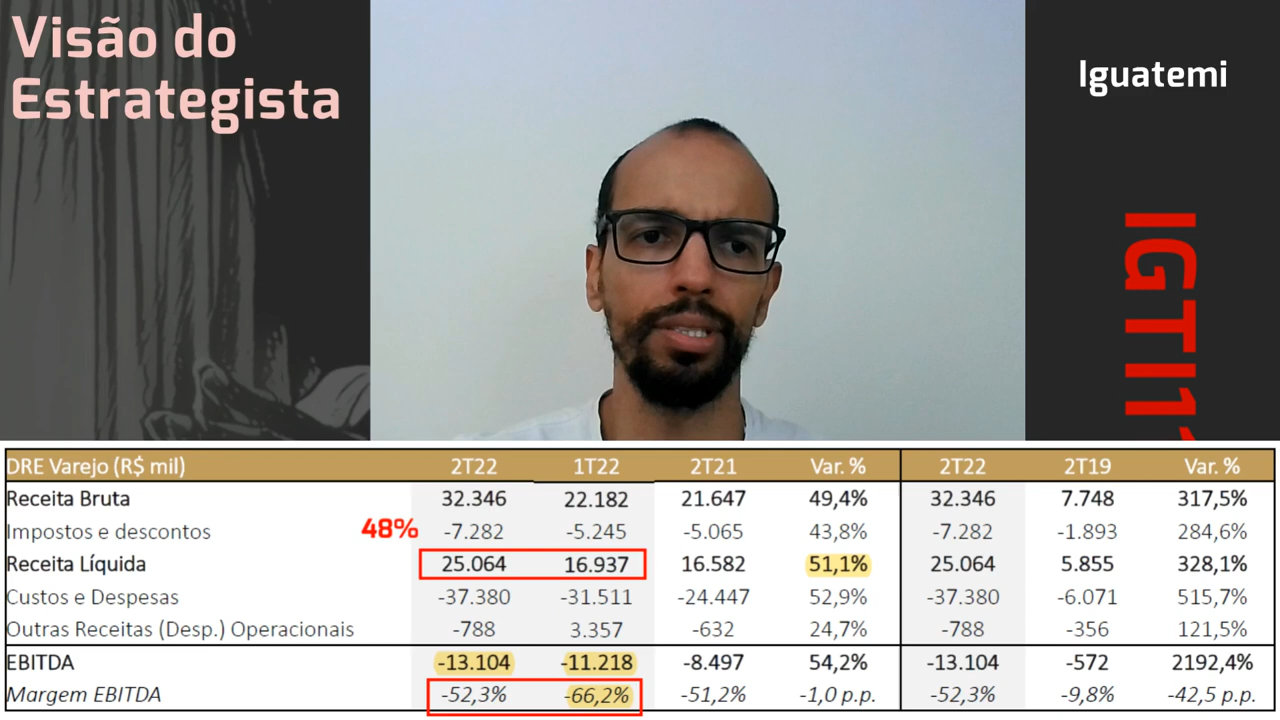 Visão do
Estrategista
Iguatemi
IGTI11
DRE Varejo (R$ mil) 2T22 1T22 2T21 Var. % 2T22 2T19 Var. %
Receita Bruta 32.346 22.182 21.647 49,4% 32.346 7.748 317,5%
Impostos e descontos 48% -7.282 -5.245 -5.065 43,8% -7.282 -1.893 284,6%
Receita Líquida 25.064 16.937 16.582 51,1% 25.064 5.855 328,1%
Custos e Despesas -37.380 -31.511 -24.447 52,9% -37.380 -6.071 515,7%
Outras Receitas (Desp.) Operacionais -788 3.357 -632 24,7% -788 -356 121,5%
EBITDA -13.104 -11.218 -8.497 54,2% -13.104 -572 2192,4%
Margem EBITDA -52,3% -66,2% -51,2% -1,0 p.p. -52,3% -9,8% -42,5 p.p.